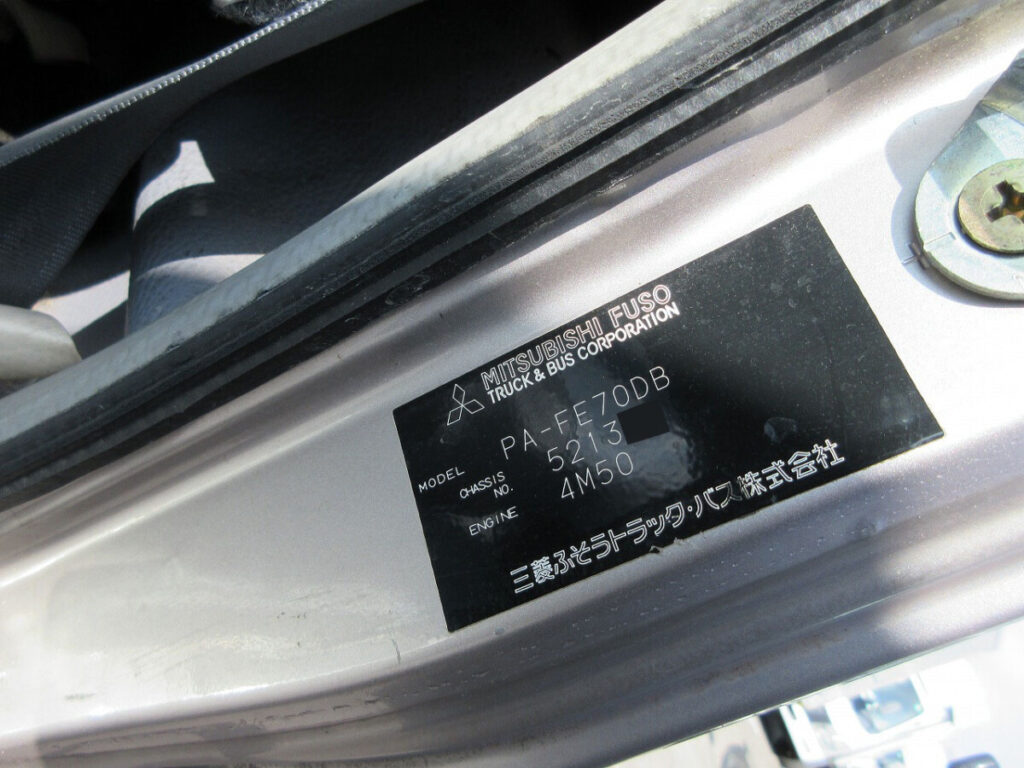 MITSUBISHI FUSO
TRUCK & BUS CORPORATION
MODEL PA-FE70DB
CHASSIS NO. 5213
ENGINE 4M50
三菱ふそうトラック・バス株式会社